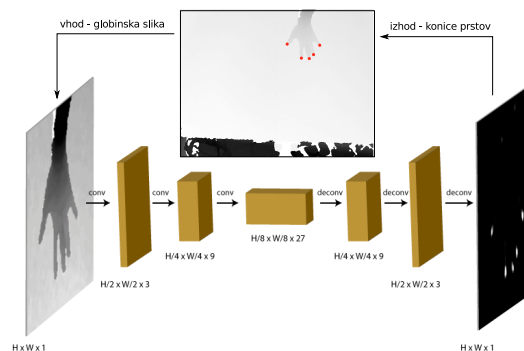 vhod - globinska slika
izhod - konice prstov
conv
conv
conv
deconv
deconv
deconv
H/8 x W/8 x 27
H/4 x W/4 x 9
H/4 x W/4 x 9
H/2 x W/2 x 3
H/2 x W/2 x 3
H x W x 1
H x W x 1